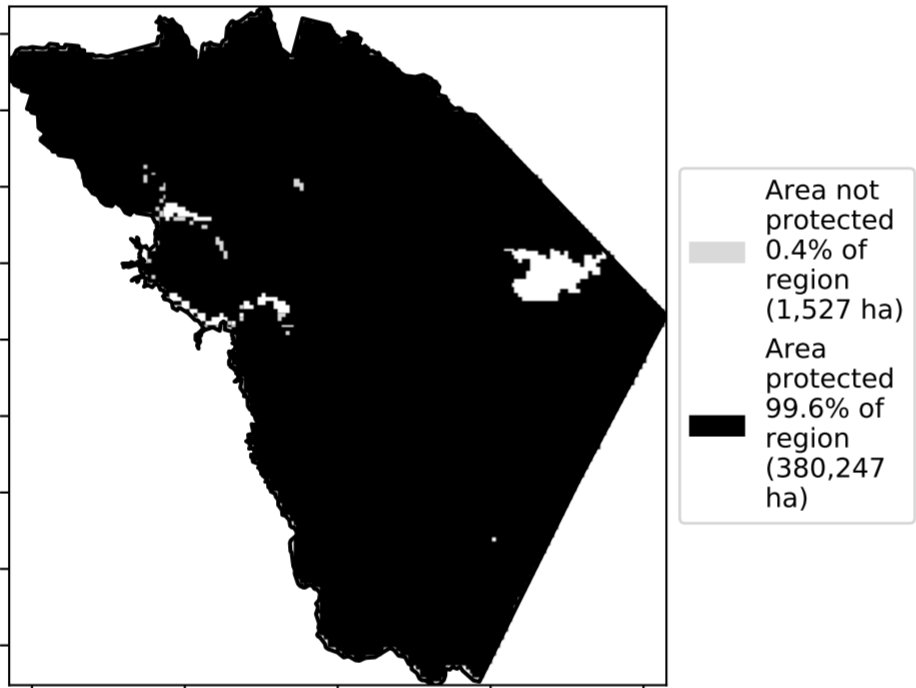 Area not
protected
0.4% of
region
(1,527 ha)
Area
protected
99.6% of
region
(380,247
ha)